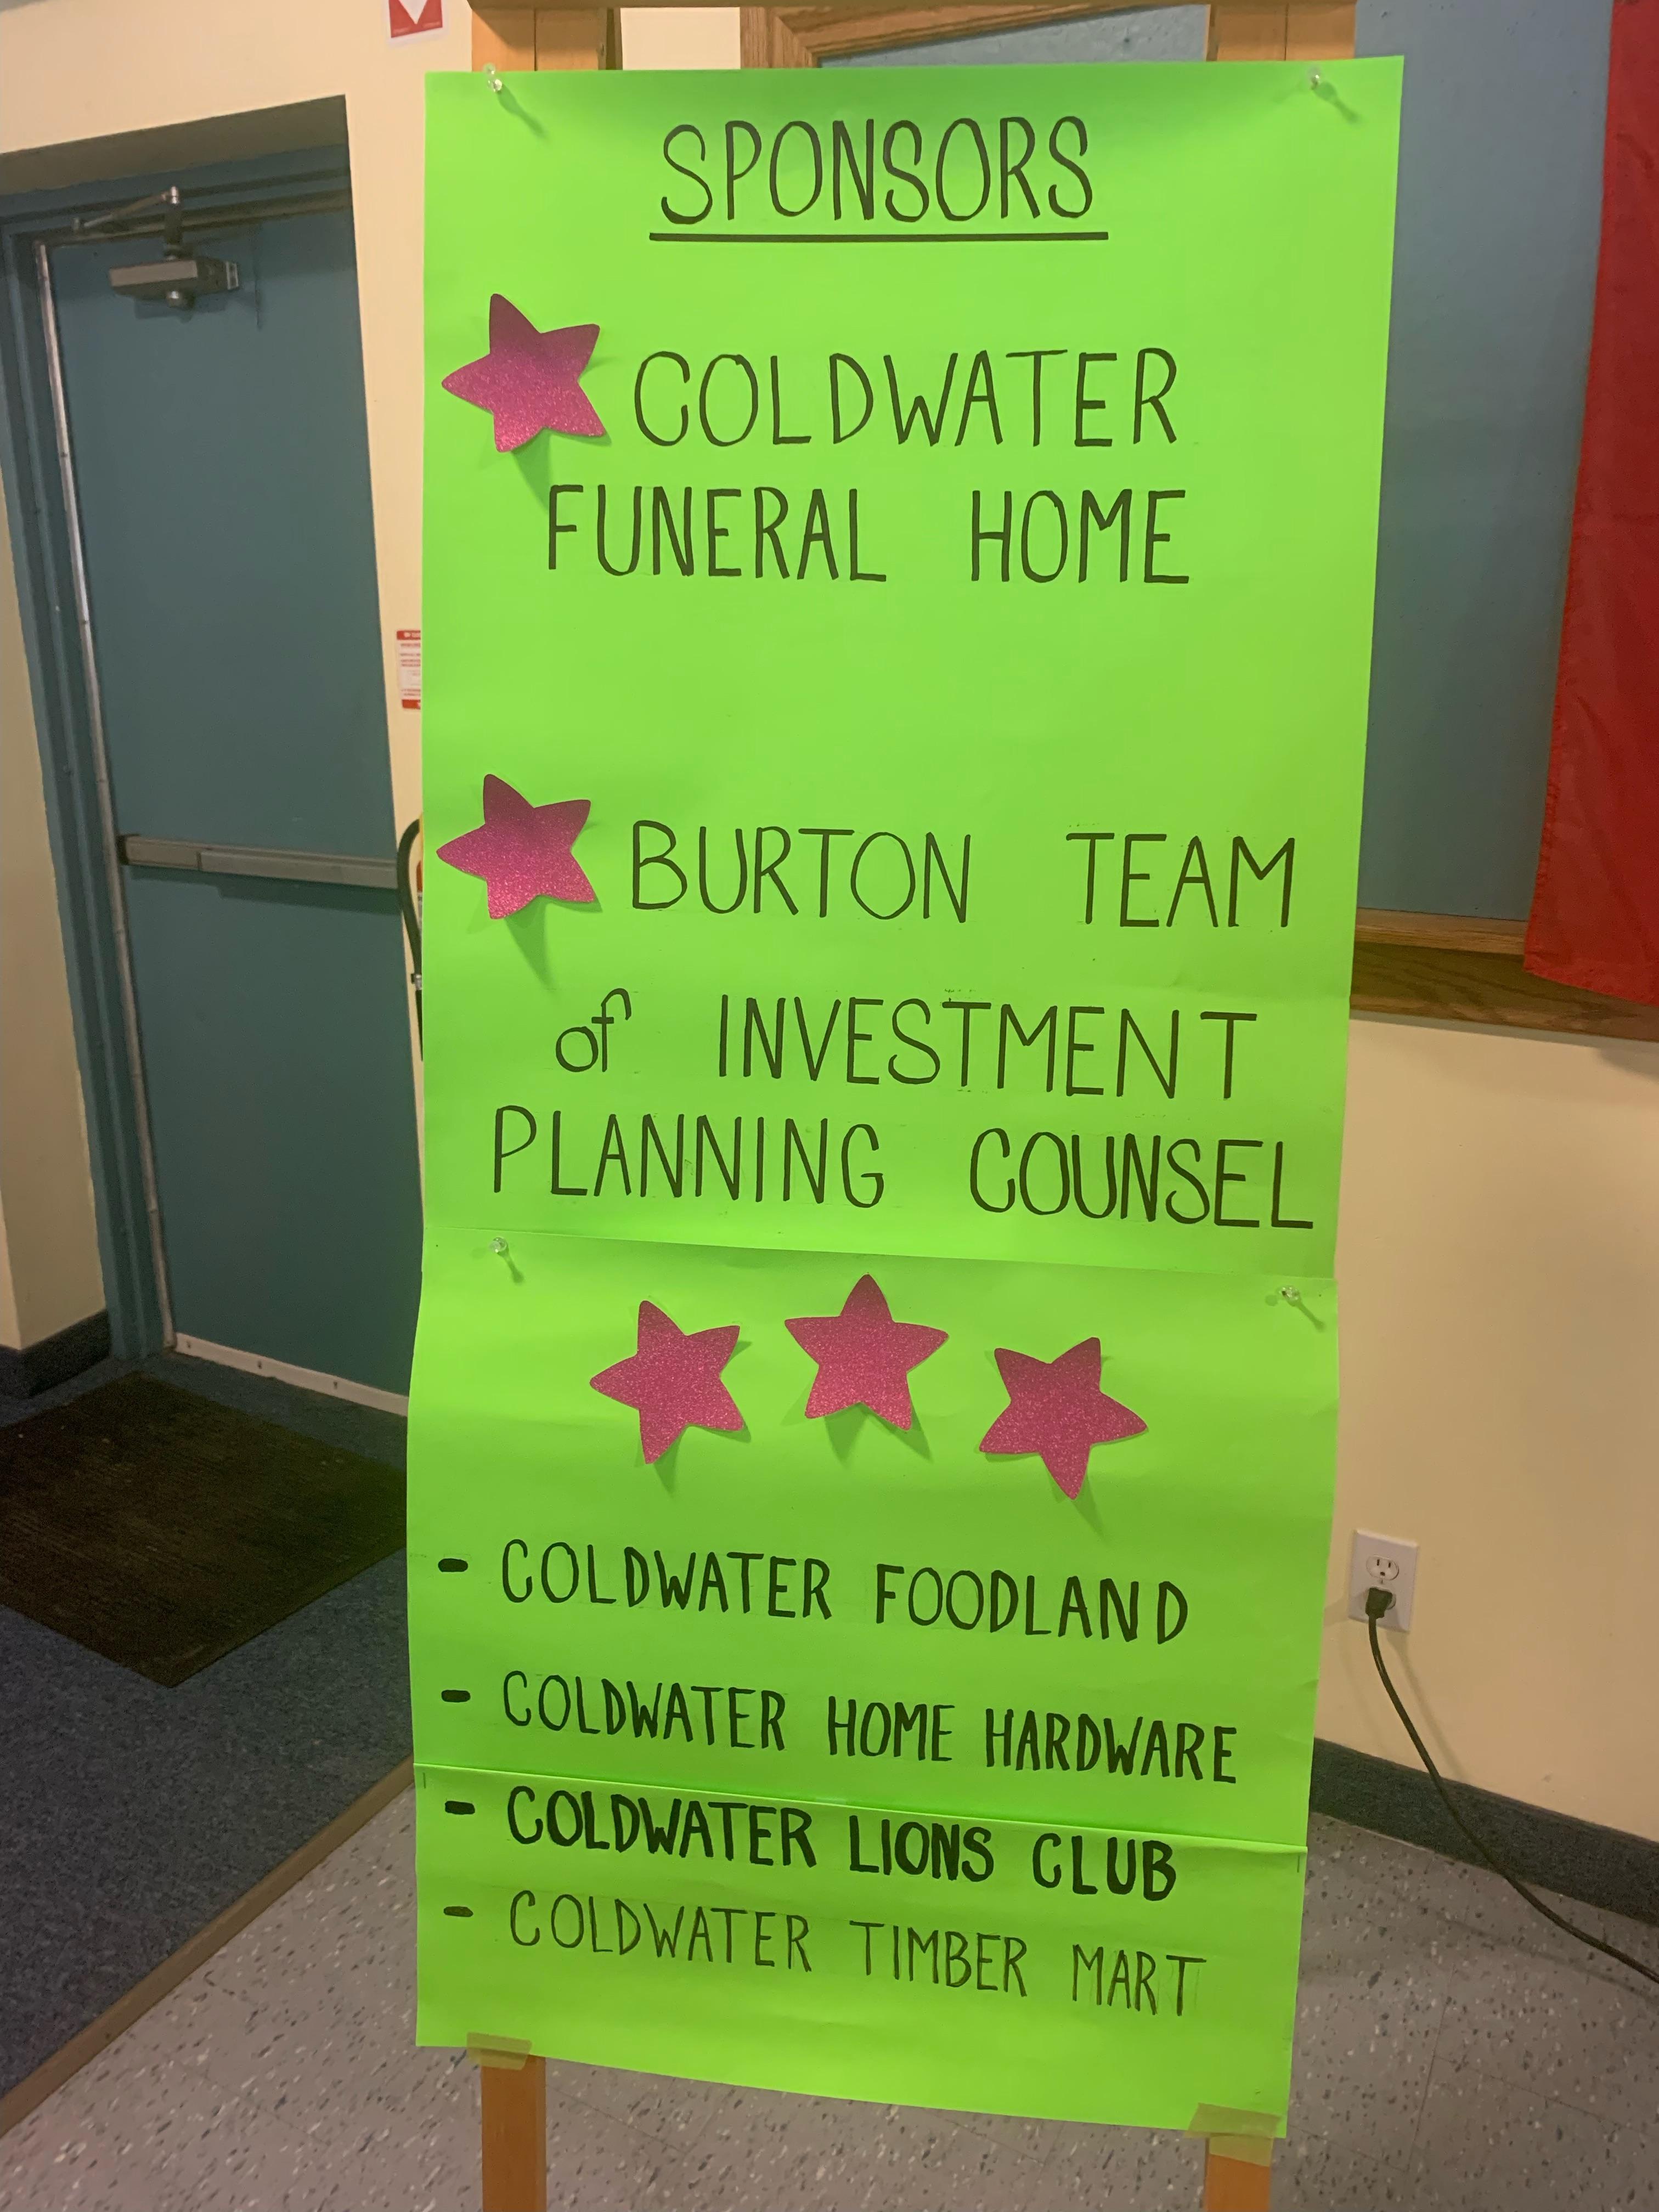 SPONSORS
COLDWATER
FUNERAL HOME
BURTON TEAM
of INVESTMENT
PLANNING COUNSEL
- COLDWATER FOODLAND
- COLDWATER HOME HARDWARE
- COLDWATER LIONS CLUB
- COLDWATER TIMBER MART